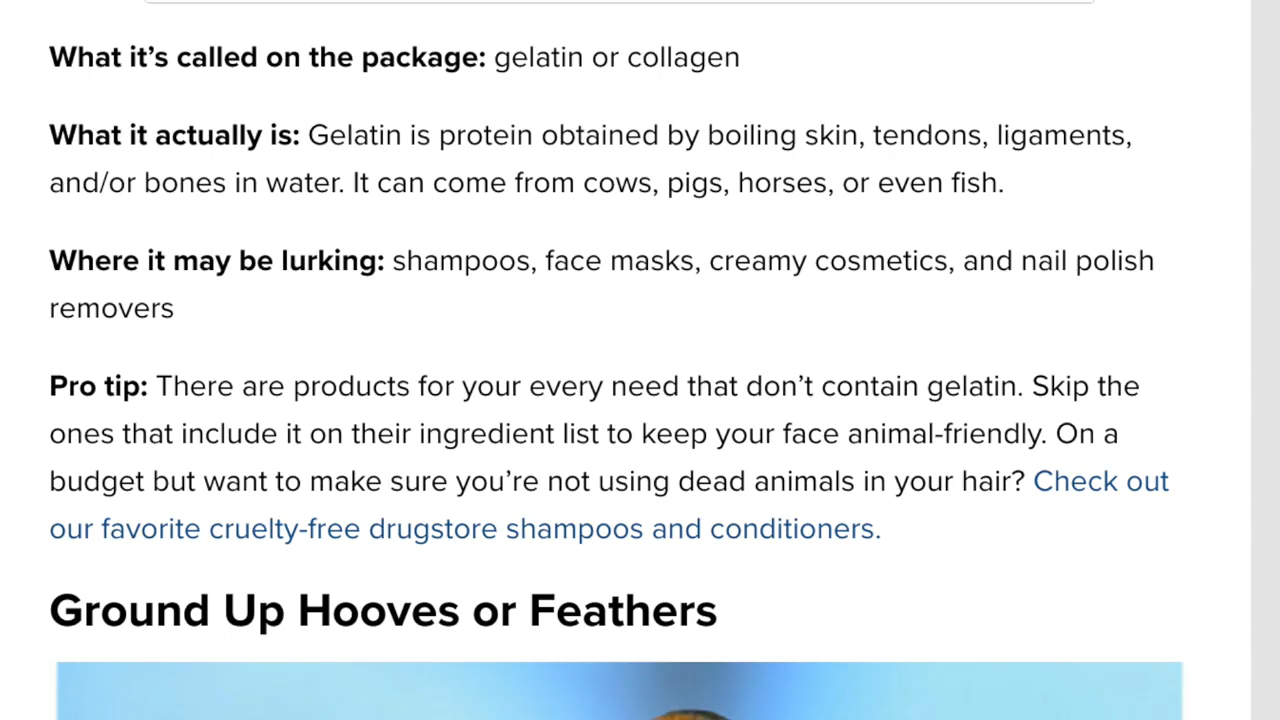 What it’s called on the package: gelatin or collagen
What it actually is: Gelatin is protein obtained by boiling skin, tendons, ligaments,
and/or bones in water. It can come from cows, pigs, horses, or even fish.
Where it may be lurking: shampoos, face masks, creamy cosmetics, and nail polish
removers
Pro tip: There are products for your every need that don’t contain gelatin. Skip the
ones that include it on their ingredient list to keep your face animal-friendly. On a
budget but want to make sure you’re not using dead animals in your hair? Check out
our favorite cruelty-free drugstore shampoos and conditioners.
Ground Up Hooves or Feathers